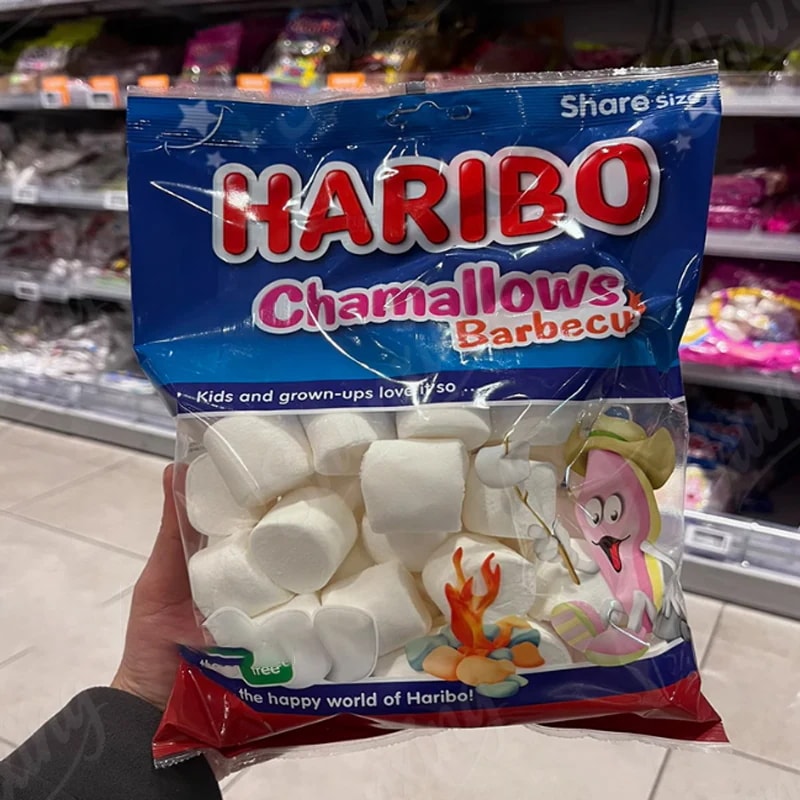 Share size
HARIBO
Chamallows
Barbecu
Kids and grown-ups love it so ...
free
the happy world of Haribo!